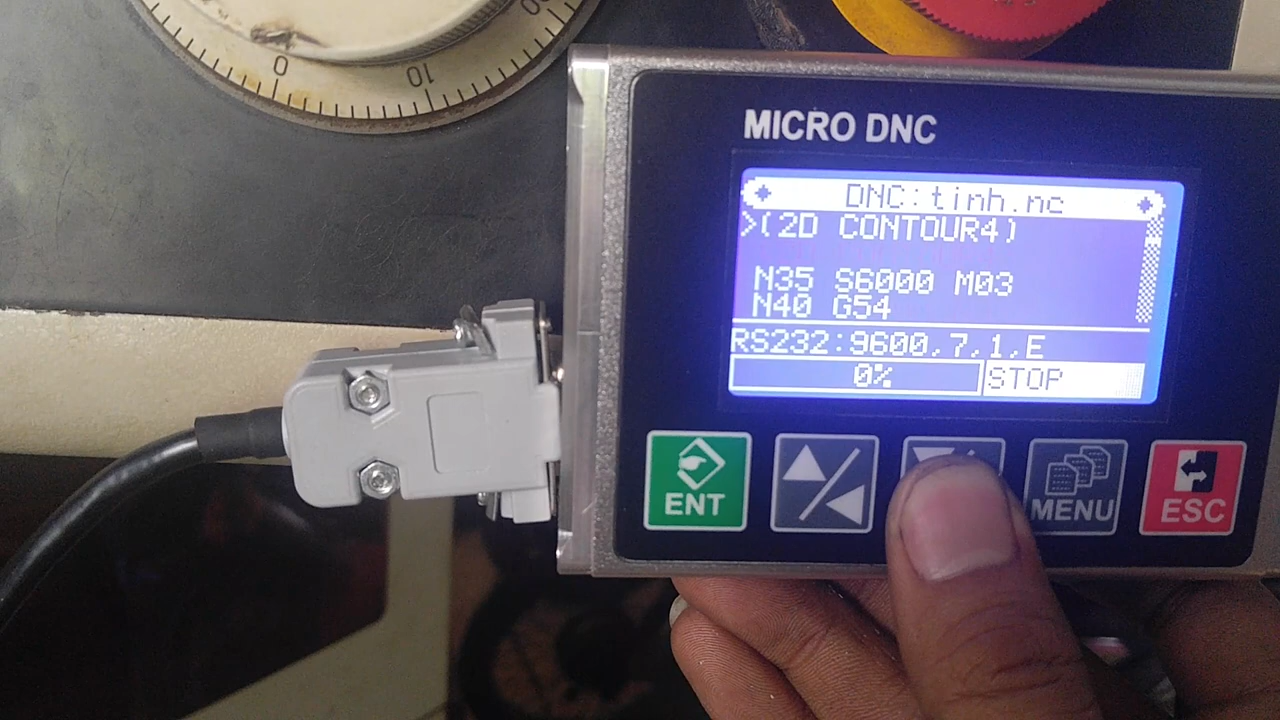 0
10
MICRO DNC
DNC:tinh.nc
>(2D CONTOUR4)
N35 S6000 M03
N40 G54
RS232:9600,7,1,E
0% STOP
ENT
MENU
ESC